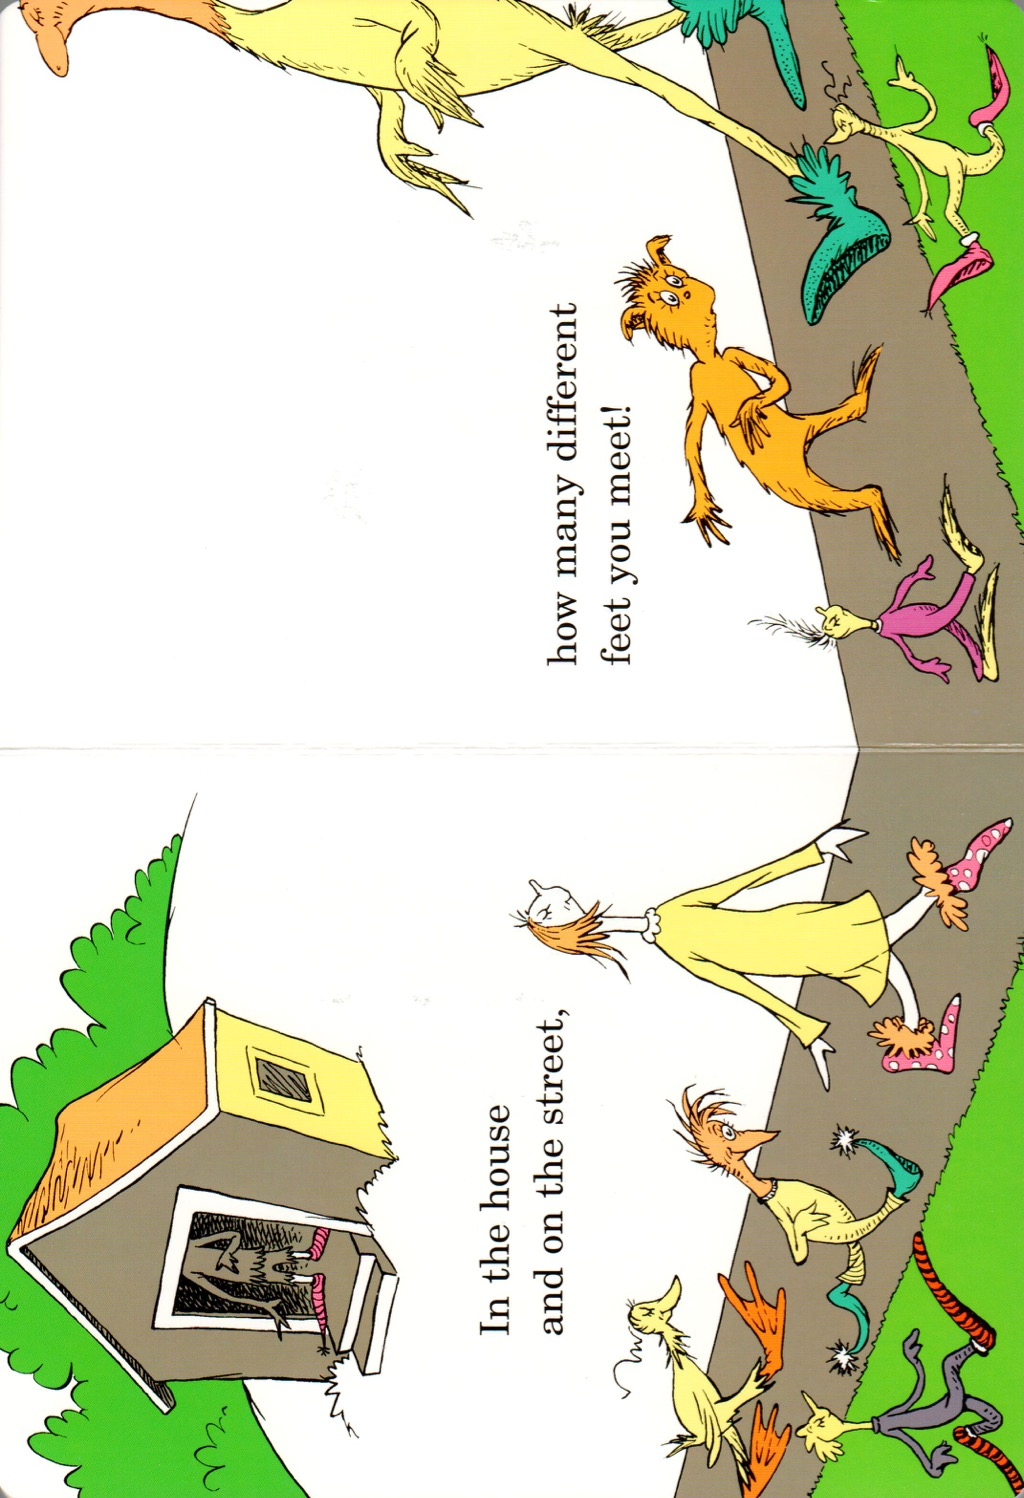 In the house
and on the street,
how many different
feet you meet!